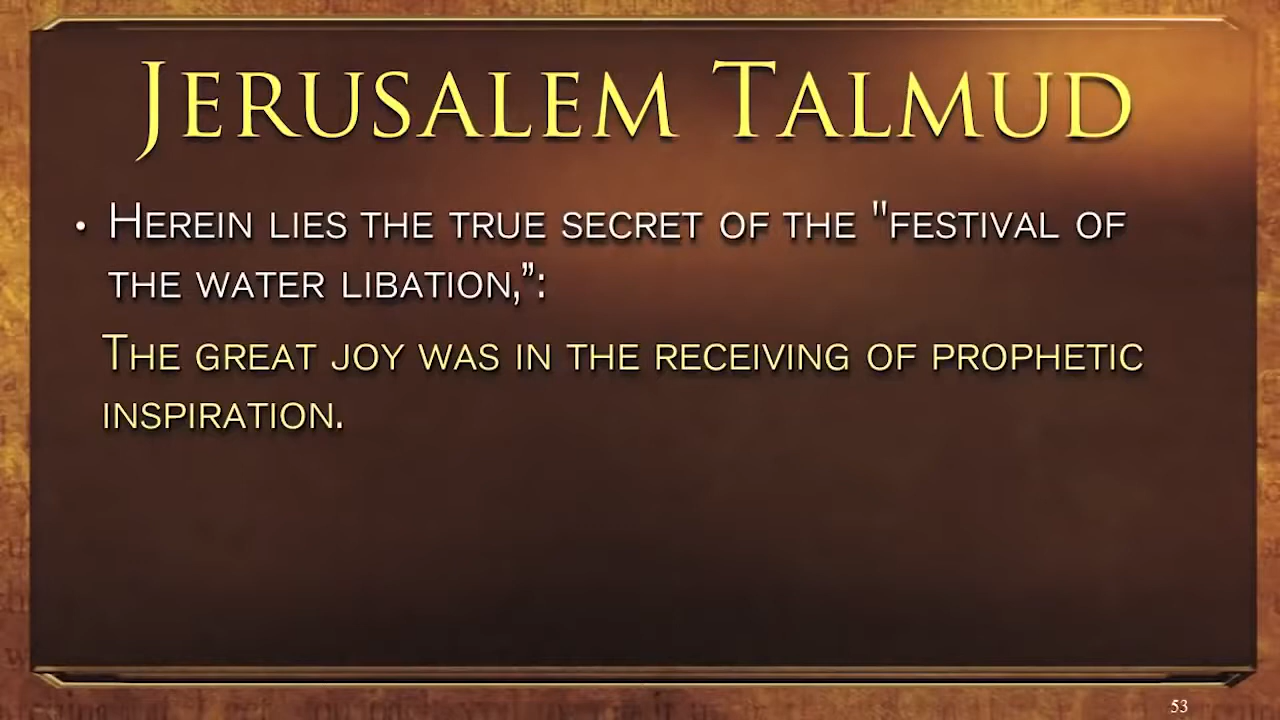 Jerusalem Talmud
• Herein lies the true secret of the "festival of
the water libation,”:
The great joy was in the receiving of prophetic
inspiration.
53